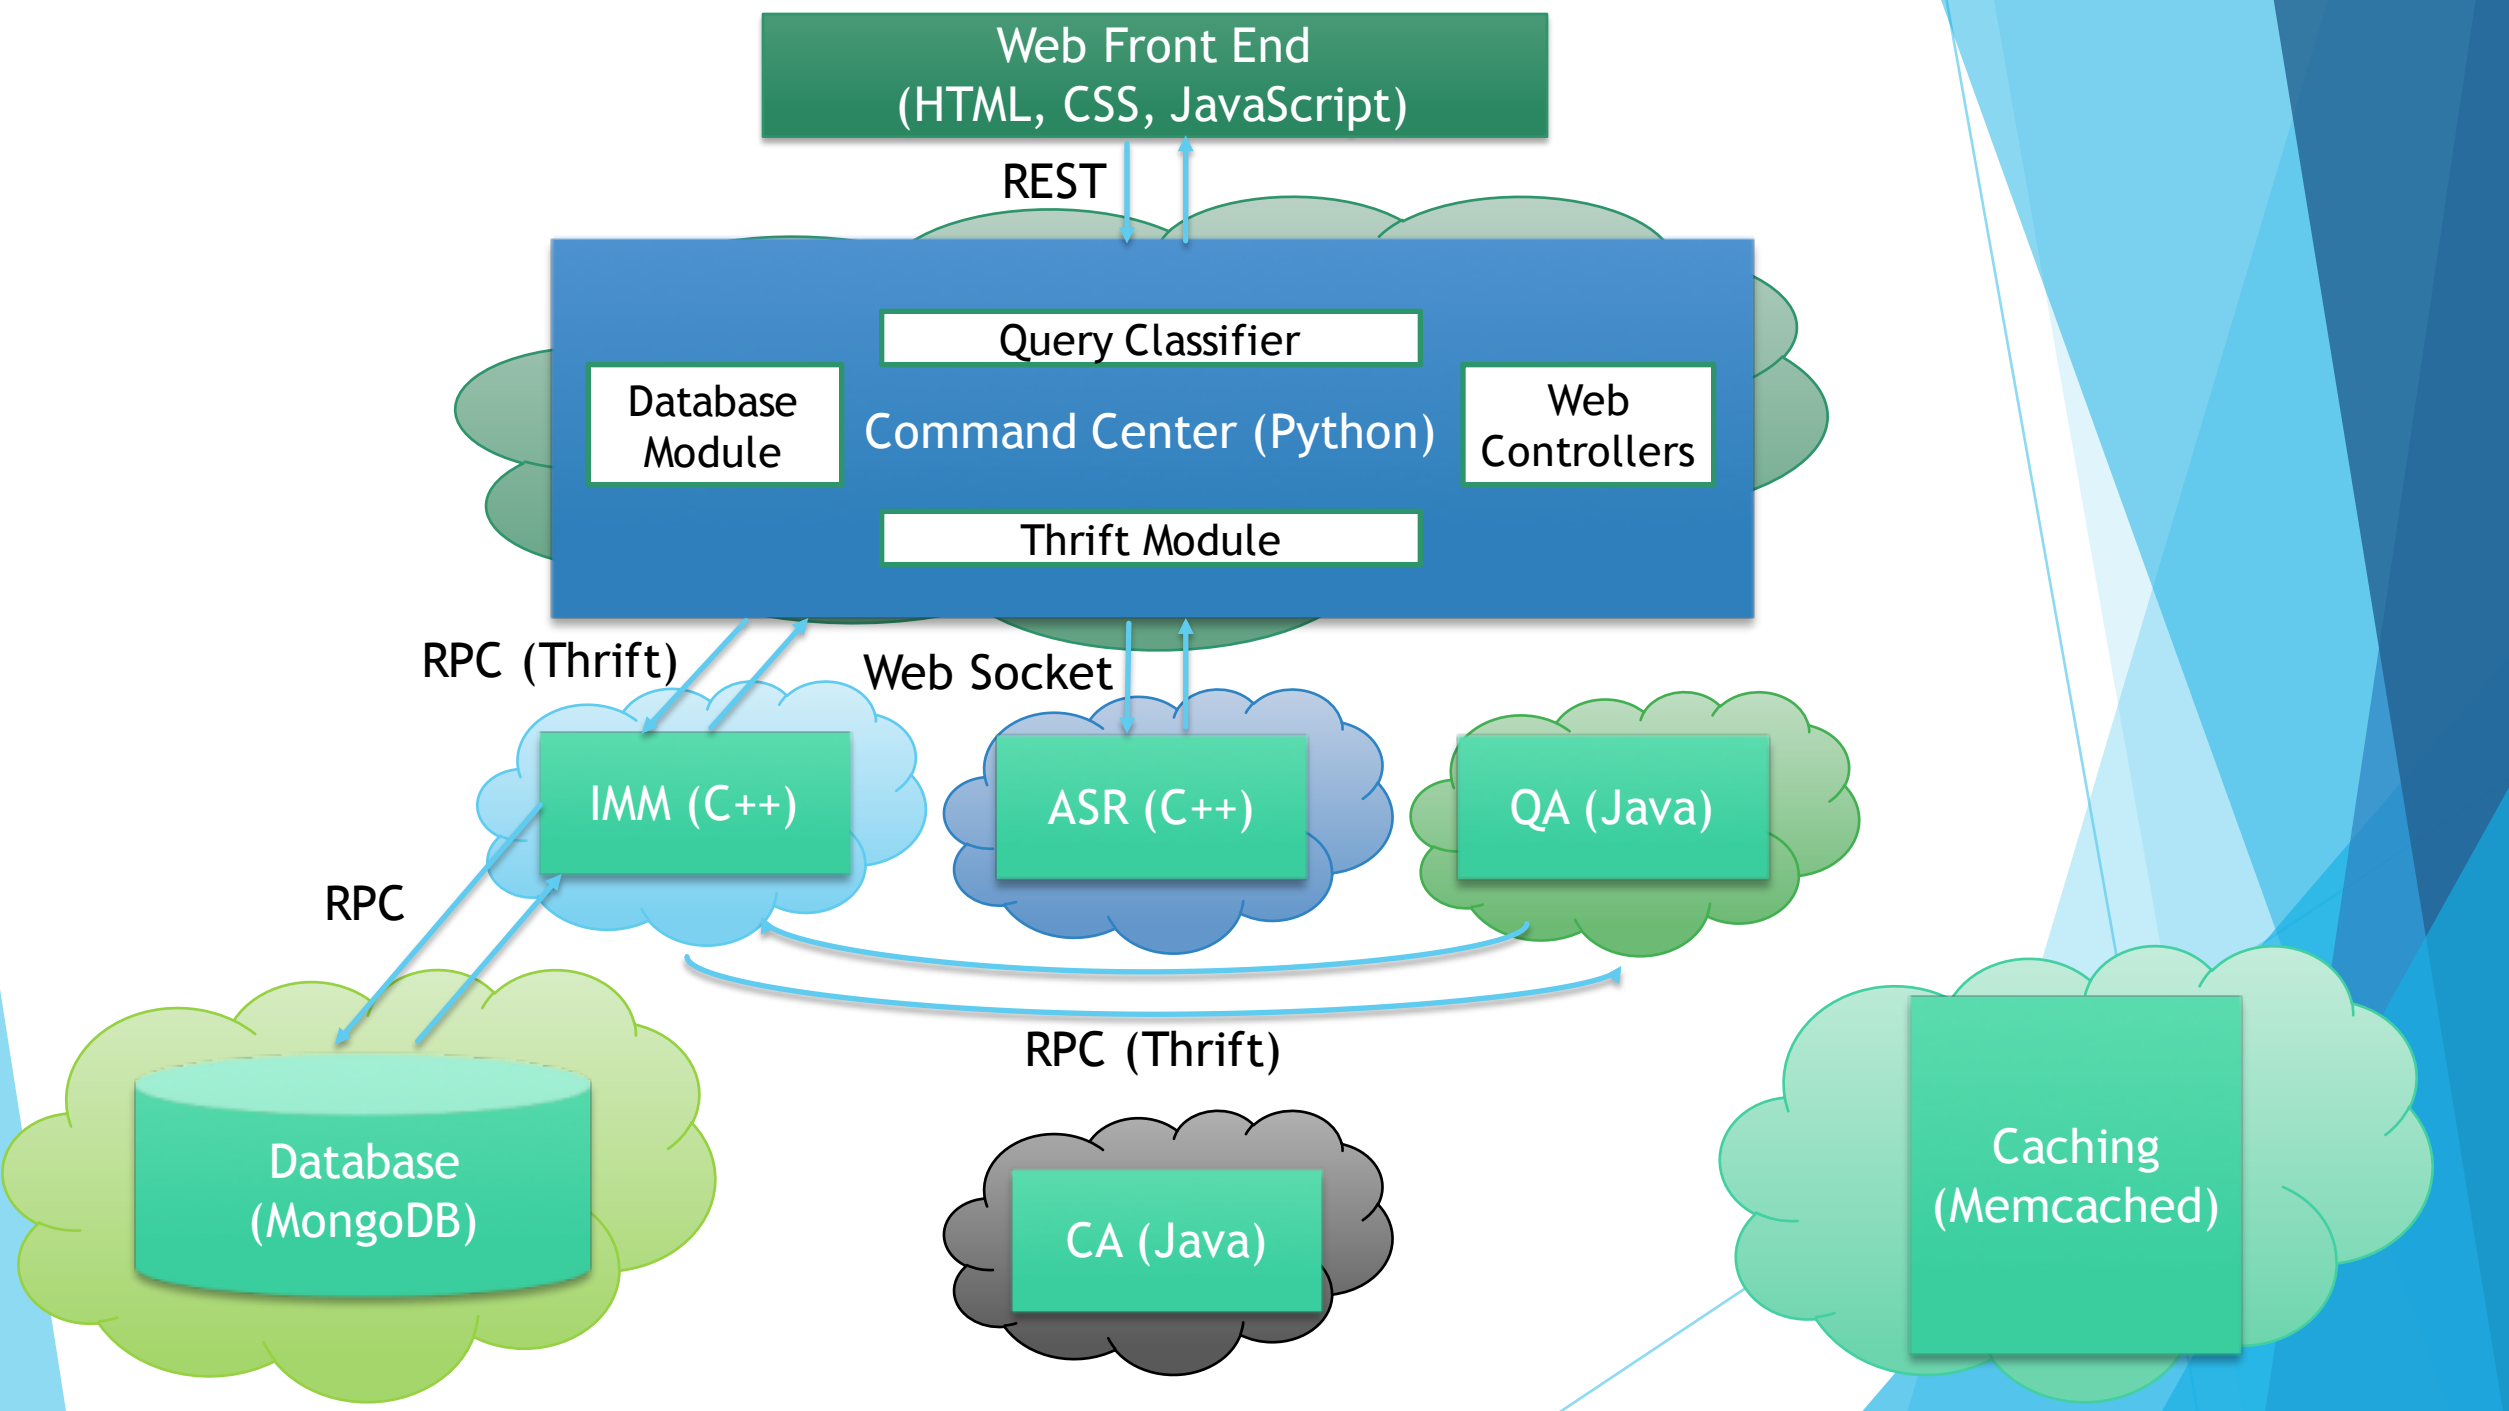 Web Front End
(HTML, CSS, JavaScript)
REST
Query Classifier
Database
Module
Command Center (Python)
Web
Controllers
Thrift Module
RPC (Thrift)
Web Socket
IMM (C++)
ASR (C++)
QA (Java)
RPC
RPC (Thrift)
Database
(MongoDB)
CA (Java)
Caching
(Memcached)